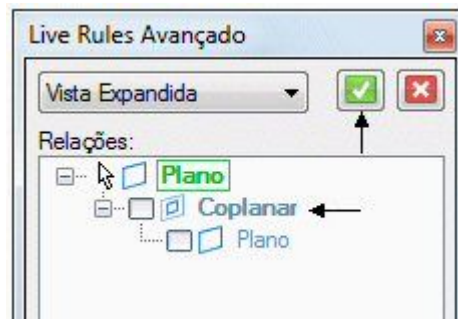 Live Rules Avançado
Vista Expandida
Relações:
Plano
Coplanar
Plano